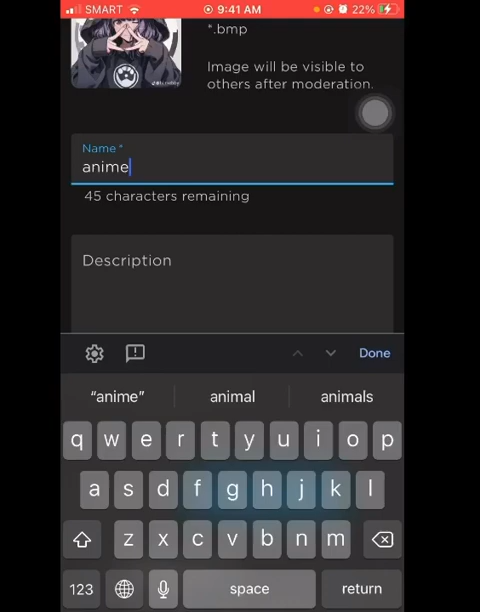 SMART 9:41 AM 22%
*.bmp
Image will be visible to
others after moderation.
Name *
anime
45 characters remaining
Description
Done
“anime” animal animals
q w e r t y u i o p
a s d f g h j k l
z x c v b n m
123 space return